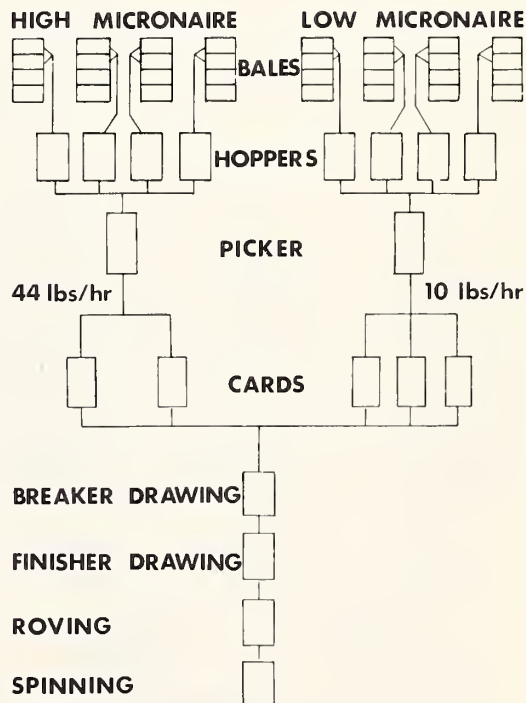 HIGH MICRONAIRE
LOW MICRONAIRE
BALES
HOPPERS
PICKER
44 lbs/hr
10 lbs/hr
CARDS
BREAKER DRAWING
FINISHER DRAWING
ROVING
SPINNING